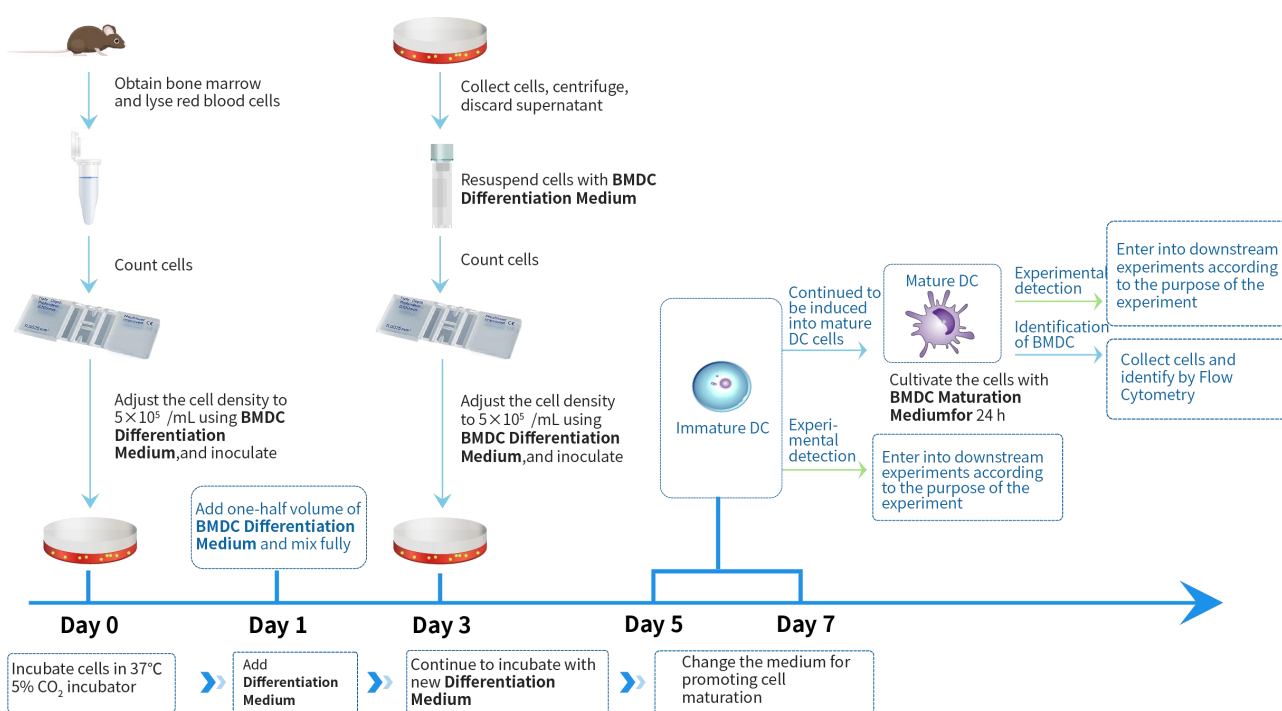 Obtain bone marrow
and lyse red blood cells
Count cells
Adjust the cell density to
5×10⁵ /mL using BMDC
Differentiation
Medium,and inoculate
Add one-half volume of
BMDC Differentiation
Medium and mix fully
Collect cells, centrifuge,
discard supernatant
Resuspend cells with BMDC
Differentiation Medium
Count cells
Adjust the cell density
to 5×10⁵ /mL using
BMDC Differentiation
Medium,and inoculate
Immature DC
Continued to
be induced
into mature
DC cells
Experi-
mental
detection
Mature DC
Cultivate the cells with
BMDC Maturation
Mediumfor 24 h
Enter into downstream
experiments according
to the purpose of the
experiment
Experimental
detection
Identification
of BMDC
Enter into downstream
experiments according
to the purpose of the
experiment
Collect cells and
identify by Flow
Cytometry
Day 0
Day 1
Day 3
Day 5
Day 7
Incubate cells in 37℃
5% CO₂ incubator
Add
Differentiation
Medium
Continue to incubate with
new Differentiation
Medium
Change the medium for
promoting cell
maturation